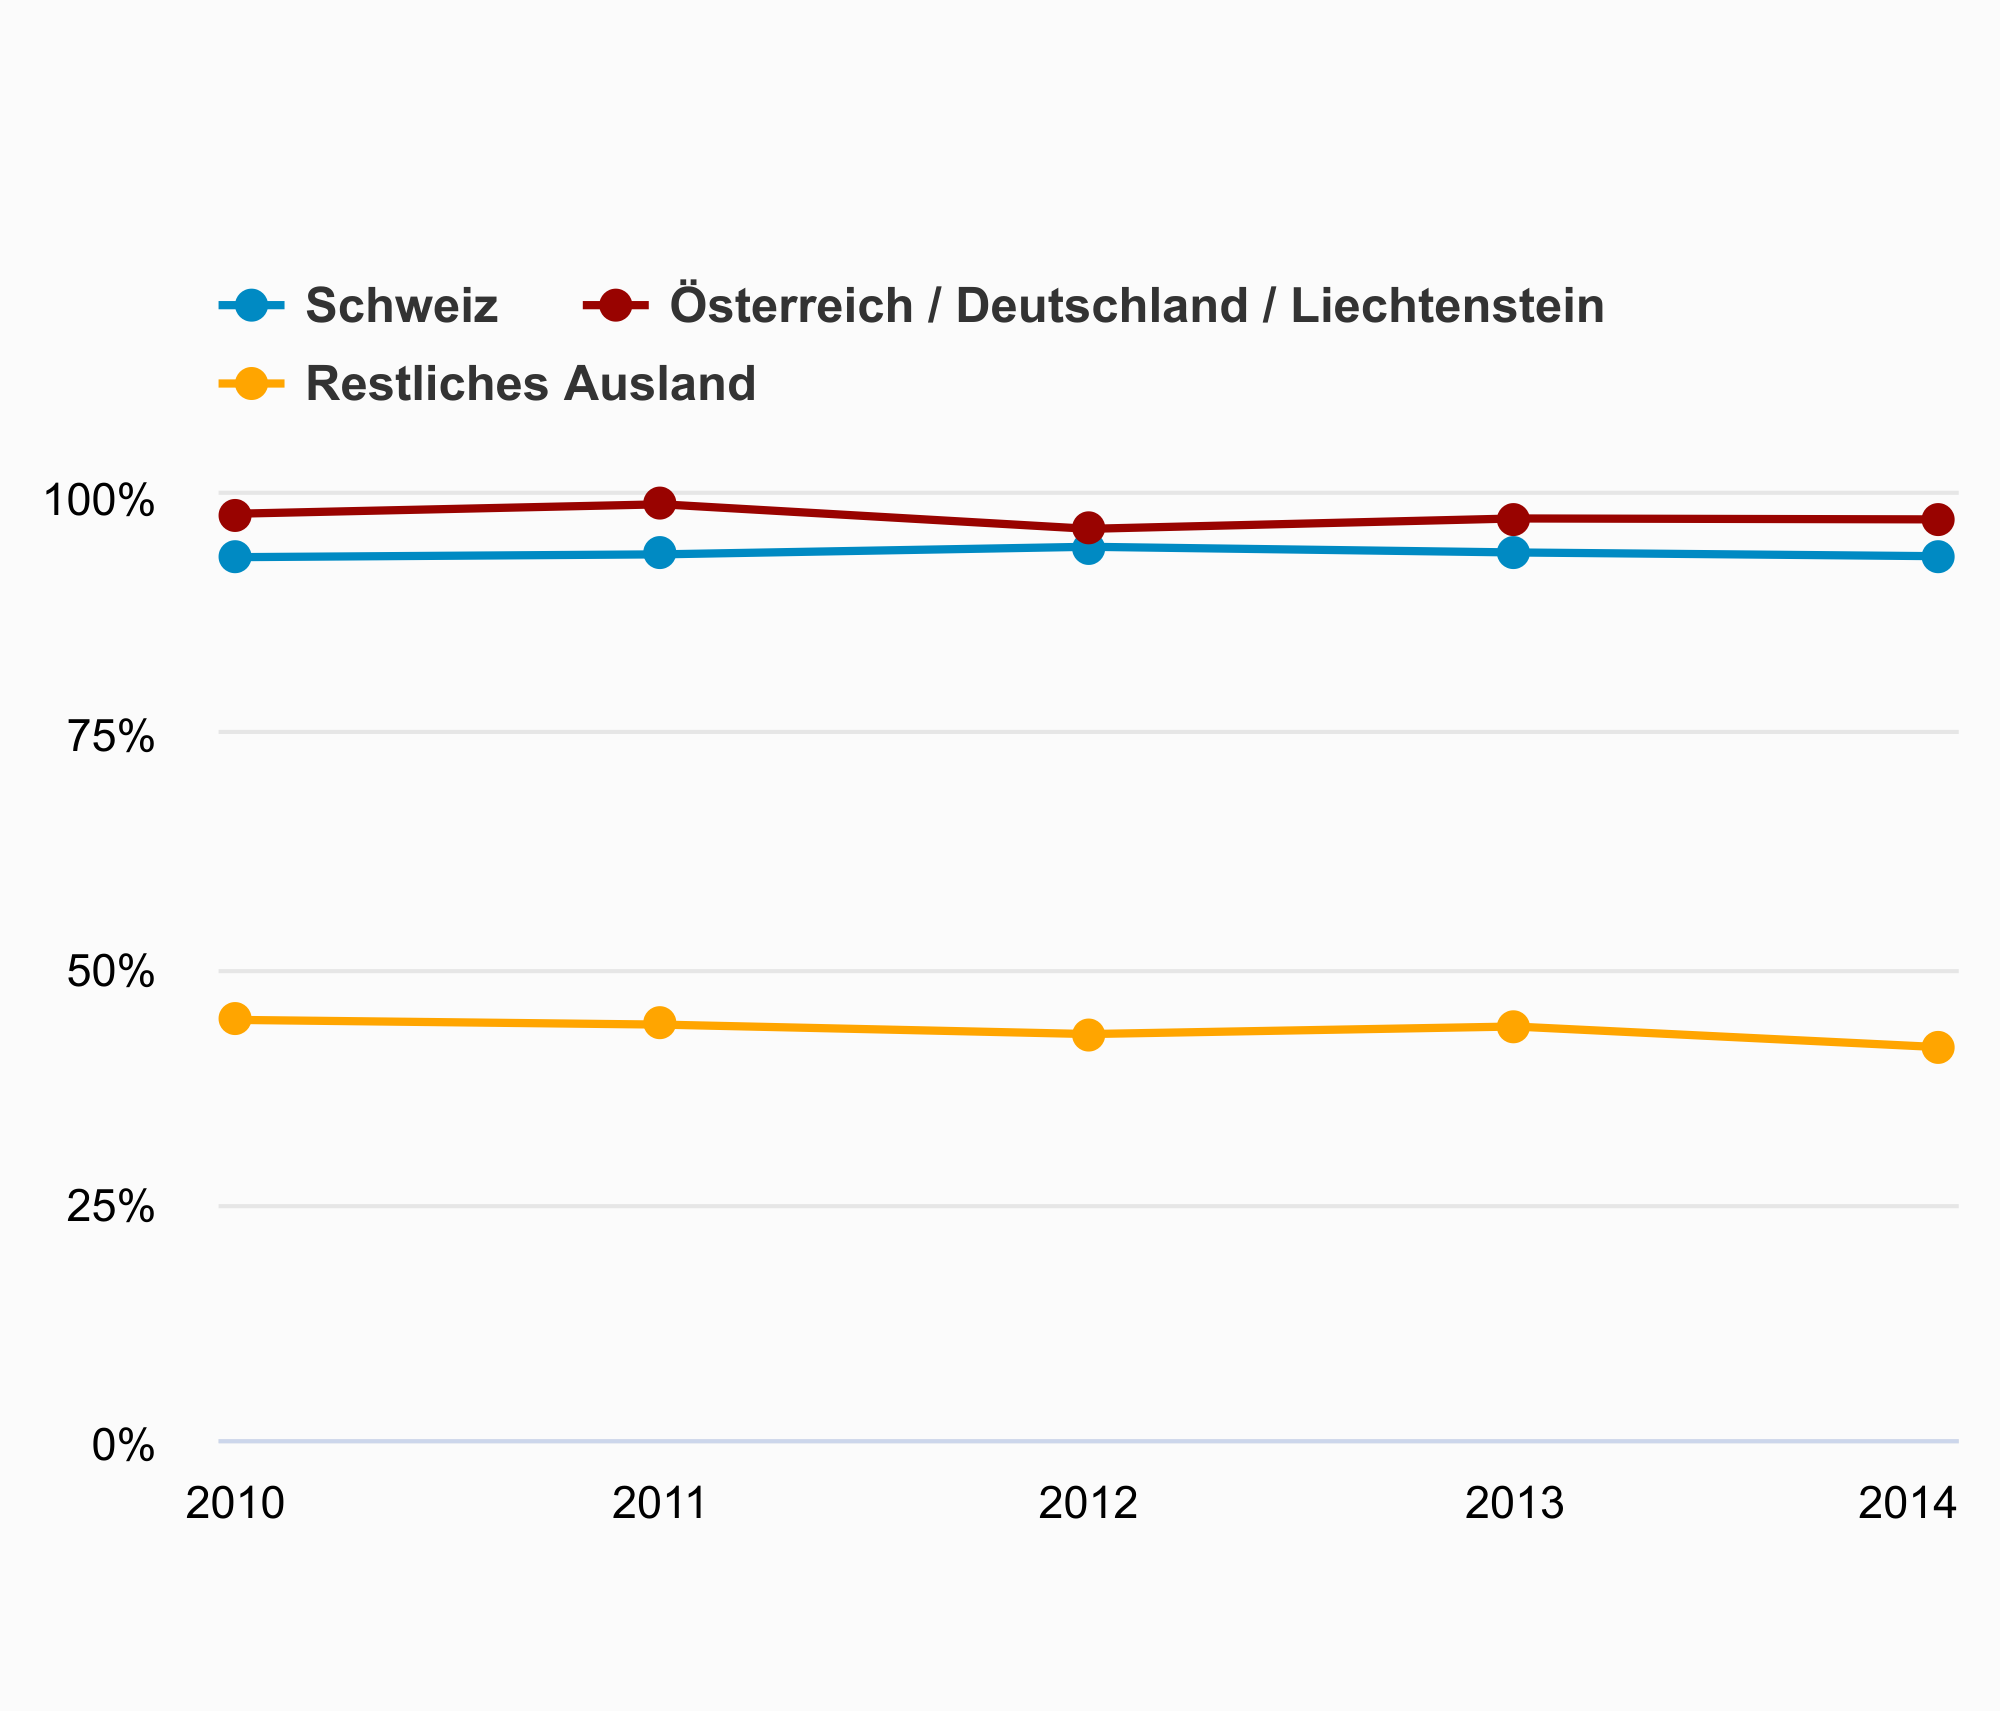 Schweiz Österreich / Deutschland / Liechtenstein
Restliches Ausland
100%
75%
50%
25%
0%
2010 2011 2012 2013 2014